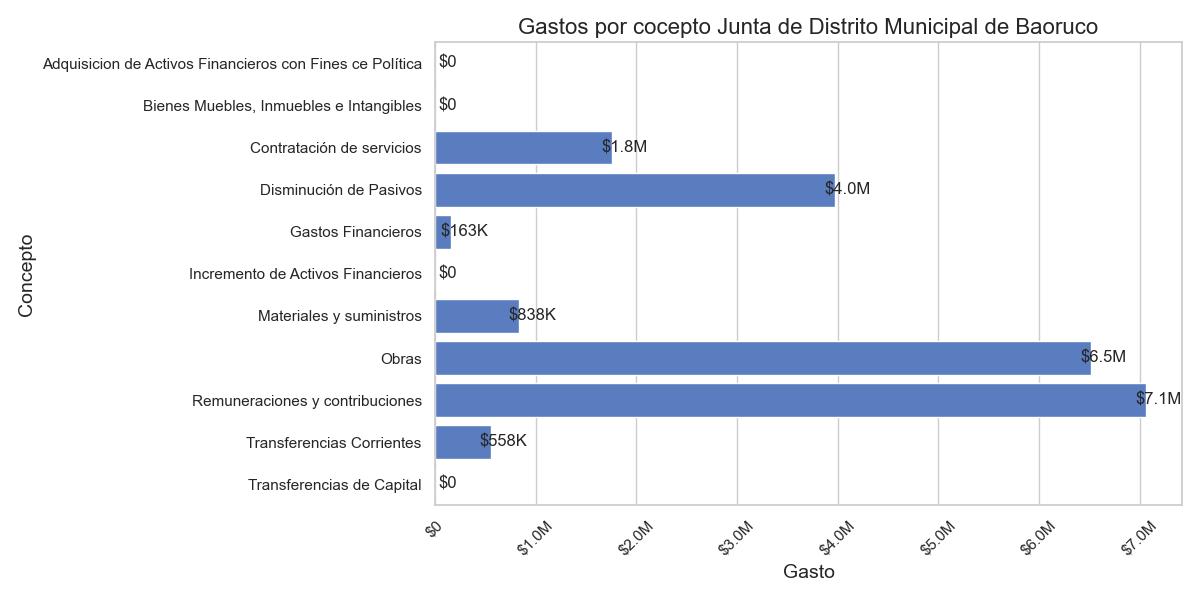 Gastos por cocepto Junta de Distrito Municipal de Baoruco
Concepto
Adquisicion de Activos Financieros con Fines ce Política $0
Bienes Muebles, Inmuebles e Intangibles $0
Contratación de servicios $1.8M
Disminución de Pasivos $4.0M
Gastos Financieros $163K
Incremento de Activos Financieros $0
Materiales y suministros $838K
Obras $6.5M
Remuneraciones y contribuciones $7.1M
Transferencias Corrientes $558K
Transferencias de Capital $0
$0 $1.0M $2.0M $3.0M $4.0M $5.0M $6.0M $7.0M
Gasto